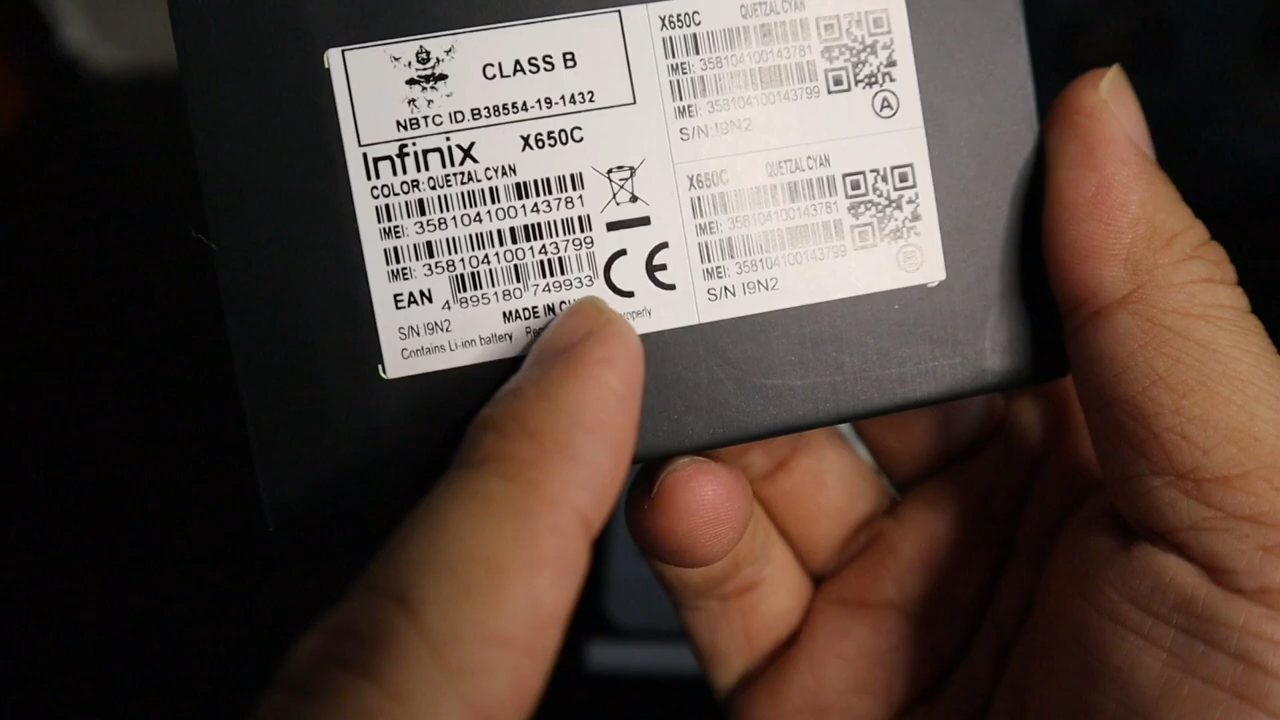 CLASS B
NBTC ID.B38554-19-1432
Infinix X650C
COLOR: QUETZAL CYAN
IMEI: 358104100143781
IMEI: 358104100143799
EAN 4 895180 749933
MADE IN
S/N I9N2
Contains Li-ion battery. properly
X650C QUETZAL CYAN
IMEI: 358104100143781
IMEI: 358104100143799
S/N: I9N2
A
X650C QUETZAL CYAN
IMEI: 358104100143781
IMEI: 358104100143799
S/N I9N2
B